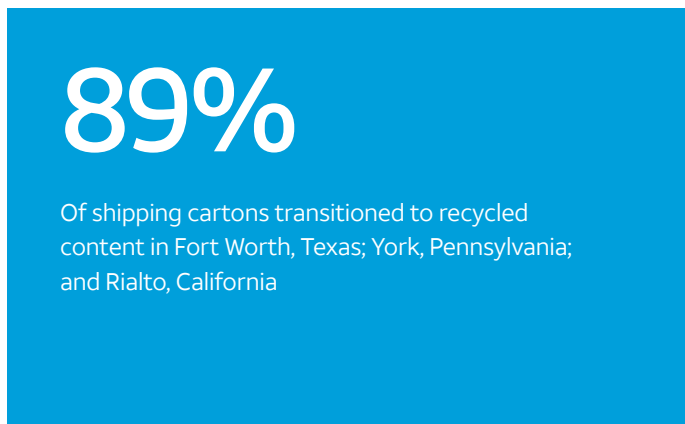 89%
Of shipping cartons transitioned to recycled
content in Fort Worth, Texas; York, Pennsylvania;
and Rialto, California